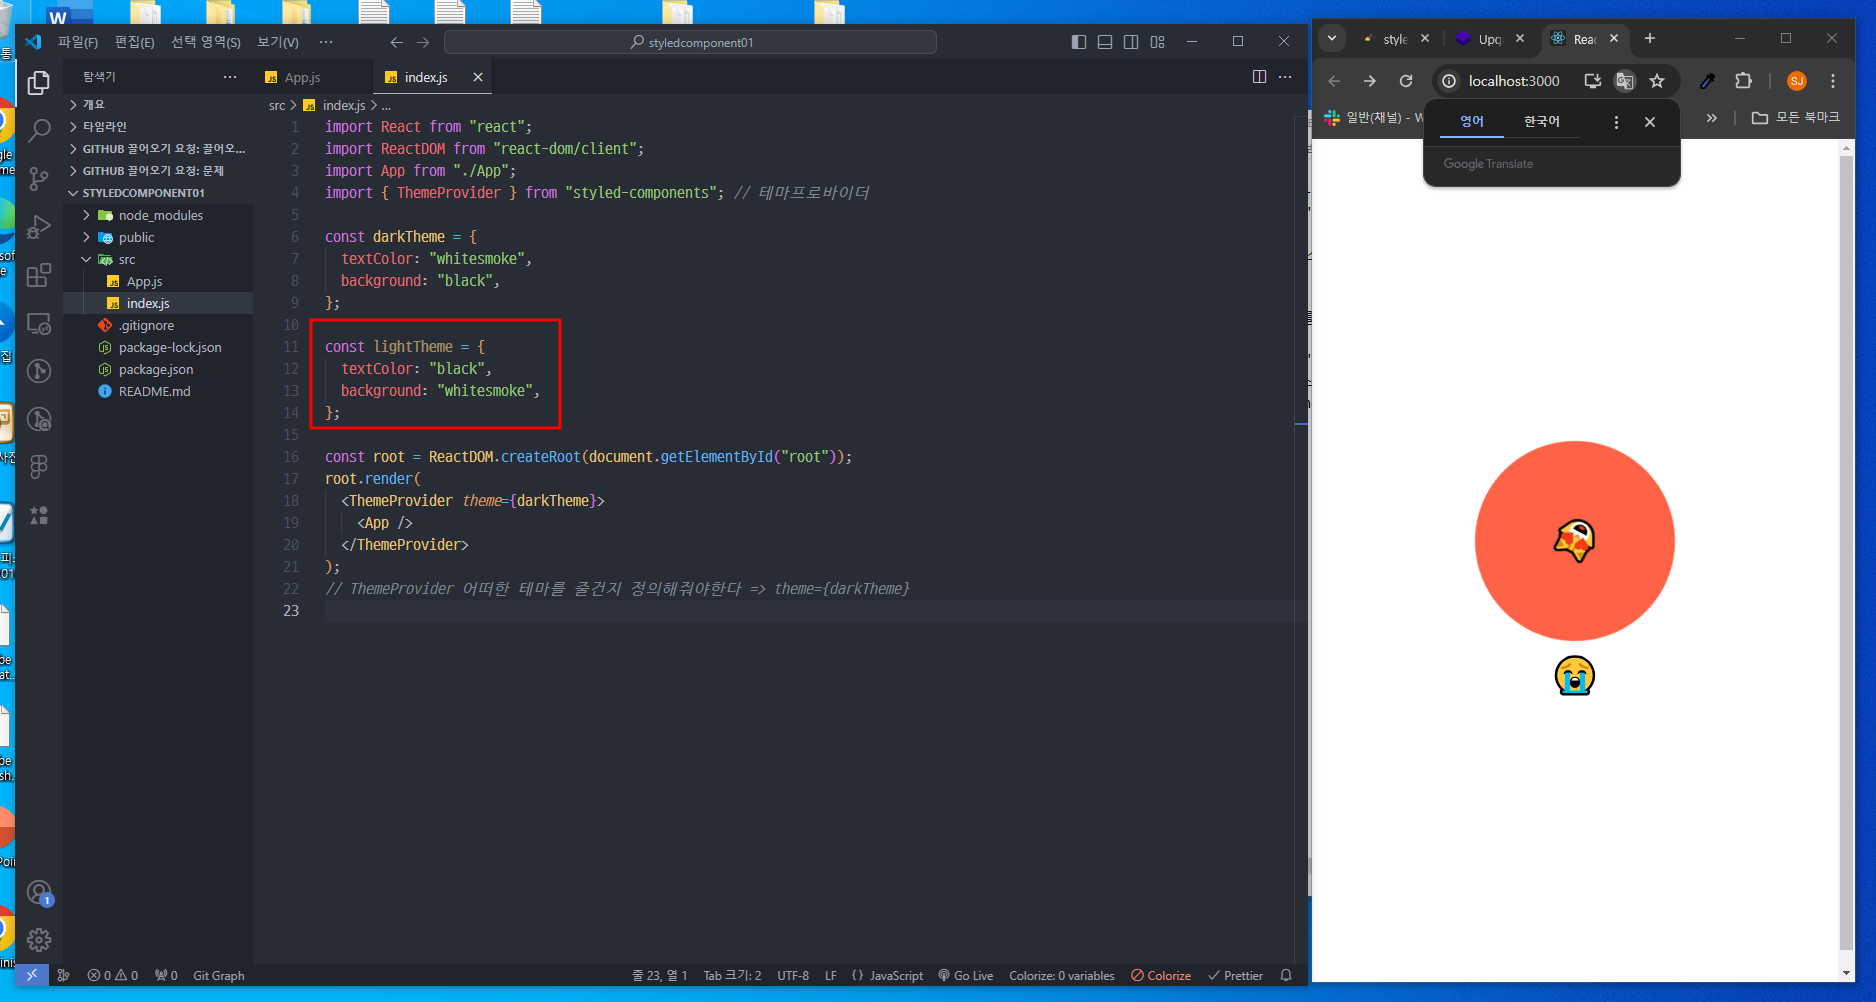 파일(F) 편집(E) 선택 영역(S) 보기(V) ···
styledcomponent01
탐색기
App.js
index.js
src > index.js > ...
개요
타임라인
GITHUB 끌어오기 요청: 끌어오...
GITHUB 끌어오기 요청: 문제
STYLEDCOMPONENT01
node_modules
public
src
App.js
index.js
.gitignore
package-lock.json
package.json
README.md
1 import React from "react";
2 import ReactDOM from "react-dom/client";
3 import App from "./App";
4 import { ThemeProvider } from "styled-components"; // 테마프로바이더
5
6 const darkTheme = {
7 textColor: "whitesmoke",
8 background: "black",
9 };
10
11 const lightTheme = {
12 textColor: "black",
13 background: "whitesmoke",
14 };
15
16 const root = ReactDOM.createRoot(document.getElementById("root"));
17 root.render(
18 <ThemeProvider theme={darkTheme}>
19 <App />
20 </ThemeProvider>
21 );
22 // ThemeProvider 어떠한 테마를 줄건지 정의해줘야한다 => theme={darkTheme}
23
1
0 0 0 Git Graph
줄 23, 열 1 Tab 크기: 2 UTF-8 LF {} JavaScript Go Live Colorize: 0 variables Colorize Prettier
style
Upq
Reac
localhost:3000
SJ
일반(채널) - W
모든 북마크
영어 한국어
Google Translate